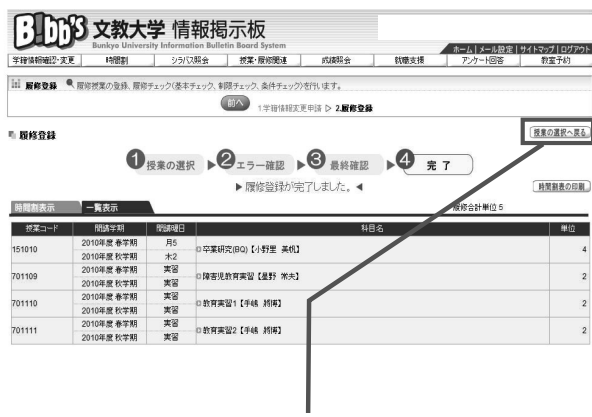 B!bb's 文教大学 情報掲示板
Bunkyo University Information Bulletin Board System
ホーム | メール設定 | サイトマップ | ログアウト
学籍情報確認・変更 時間割 シラバス照会 授業・履修関連 成績照会 就職支援 アンケート回答 教室予約
履修登録 履修授業の登録、履修チェック(基本チェック、制限チェック、条件チェック)を行います。
前へ 1.学籍情報変更申請 ▷ 2.履修登録
履修登録
授業の選択へ戻る
1 授業の選択 ▶ 2 エラー確認 ▶ 3 最終確認 ▶ 4 完了
▶ 履修登録が完了しました。 ◀
時間割表の印刷
時間割表示 一覧表示 履修合計単位 5
授業コード 開講学期 開講曜日 科目名 単位
151010 2010年度 春学期 月5 卒業研究(BQ) 【小野里 美帆】 4
2010年度 秋学期 木2
701109 2010年度 春学期 実習 障害児教育実習 【星野 常夫】 2
2010年度 秋学期 実習
701110 2010年度 春学期 実習 教育実習1 【手嶋 將博】 2
2010年度 秋学期 実習
701111 2010年度 春学期 実習 教育実習2 【手嶋 將博】 2
2010年度 秋学期 実習